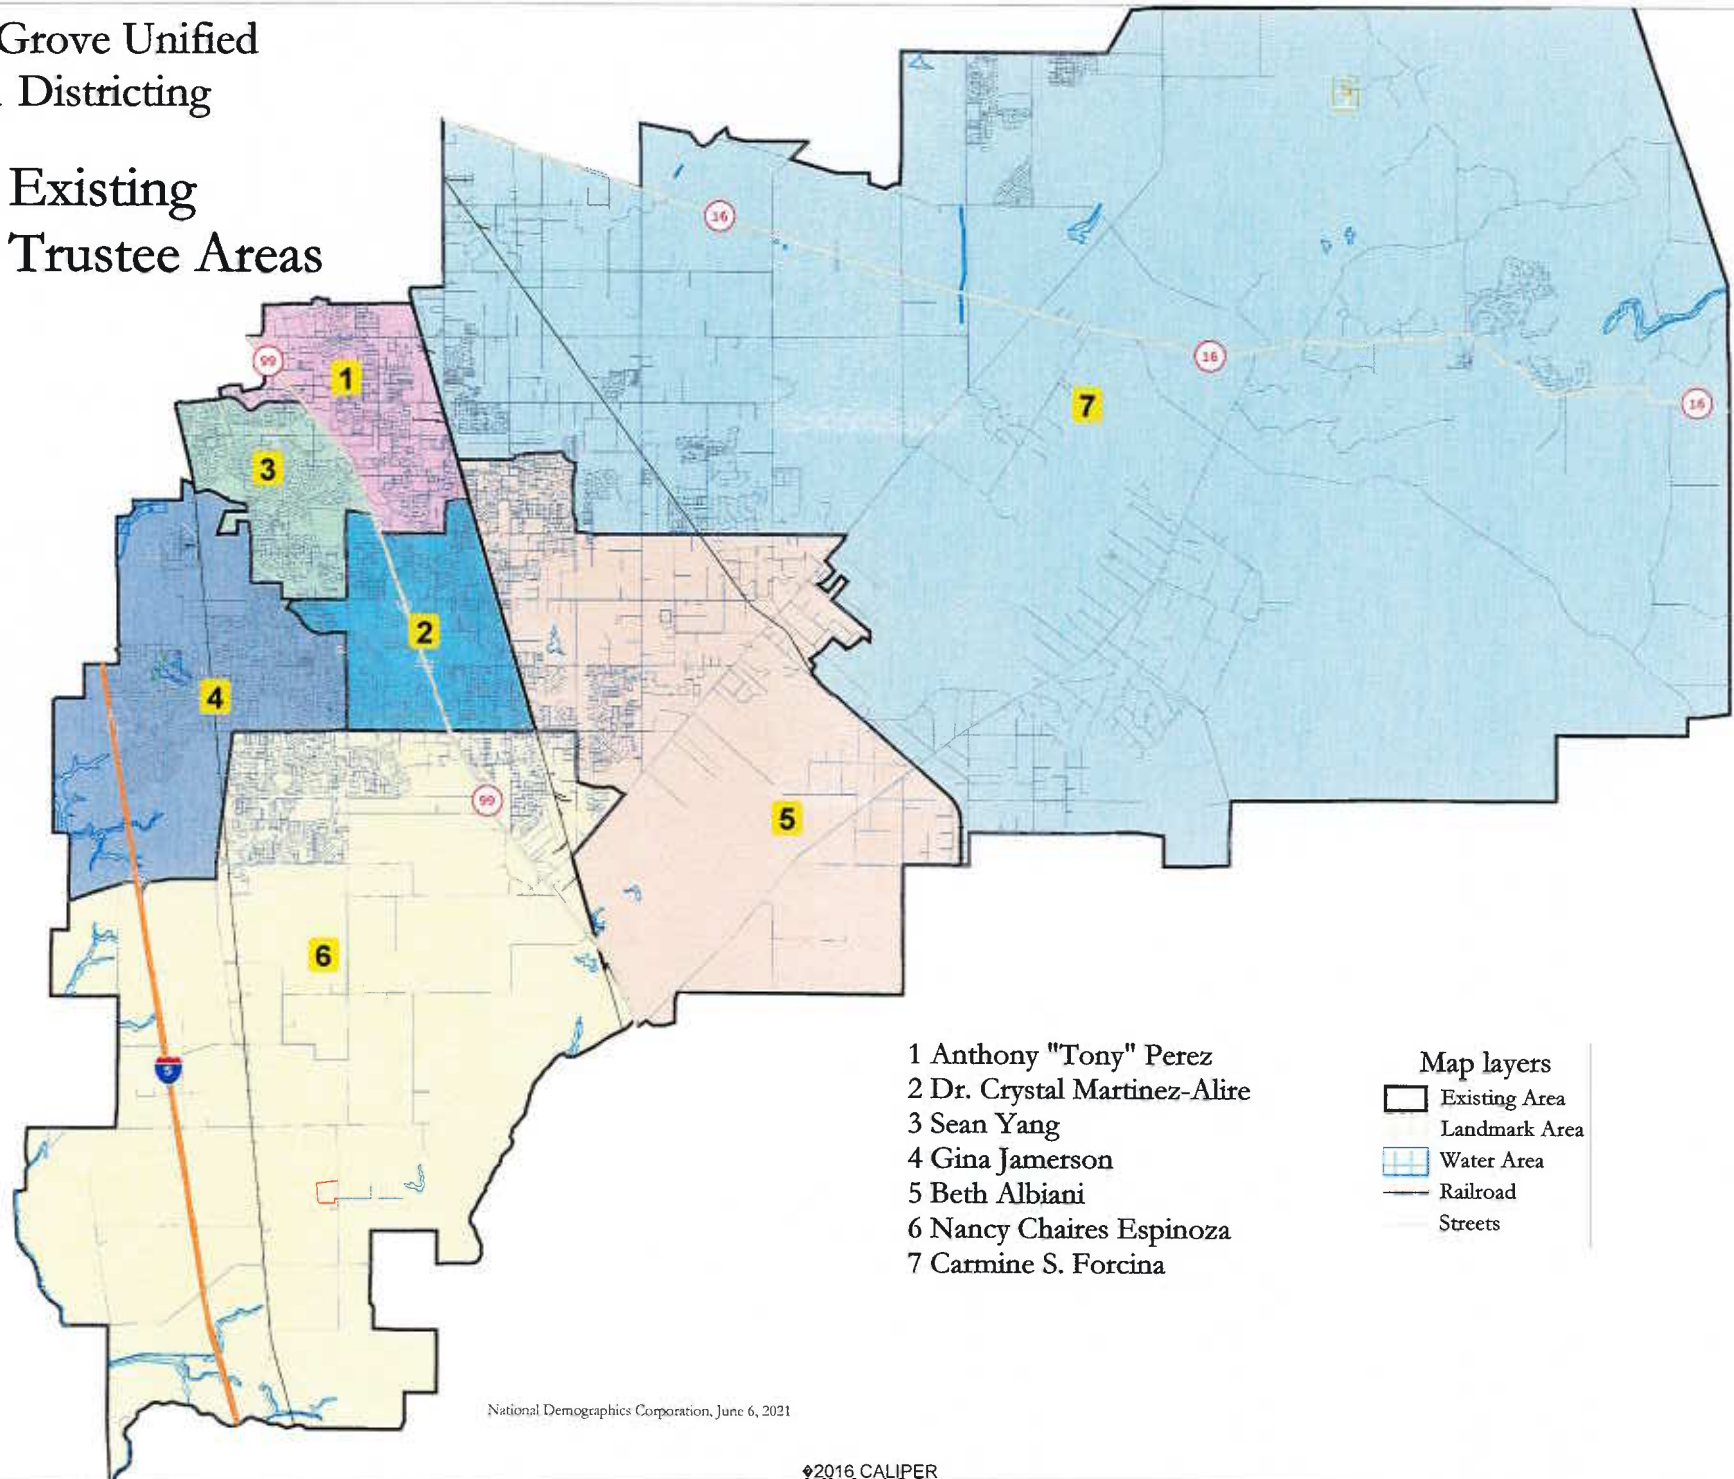 Grove Unified
Districting
Existing
Trustee Areas
16
99
1
16
7
16
3
2
4
99
5
6
5
1 Anthony "Tony" Perez
2 Dr. Crystal Martinez-Alire
3 Sean Yang
4 Gina Jamerson
5 Beth Albiani
6 Nancy Chaires Espinoza
7 Carmine S. Forcina
Map layers
Existing Area
Landmark Area
Water Area
Railroad
Streets
National Demographics Corporation, June 6, 2021
�2016 CALIPER